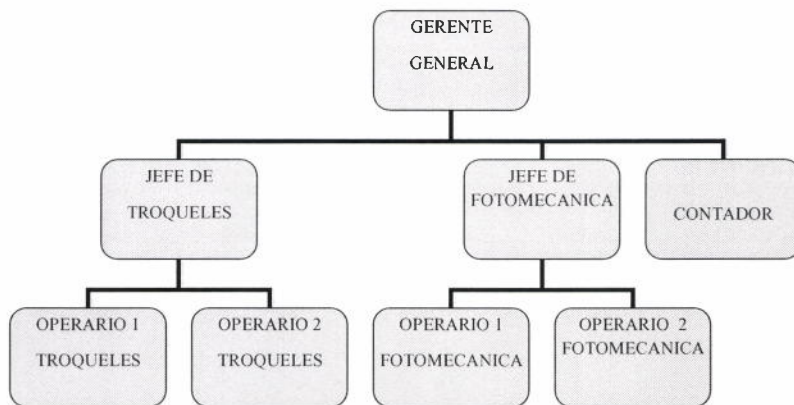 GERENTE
GENERAL
JEFE DE
TROQUELES
JEFE DE
FOTOMECANICA
CONTADOR
OPERARIO 1
TROQUELES
OPERARIO 2
TROQUELES
OPERARIO 1
FOTOMECANICA
OPERARIO 2
FOTOMECANICA